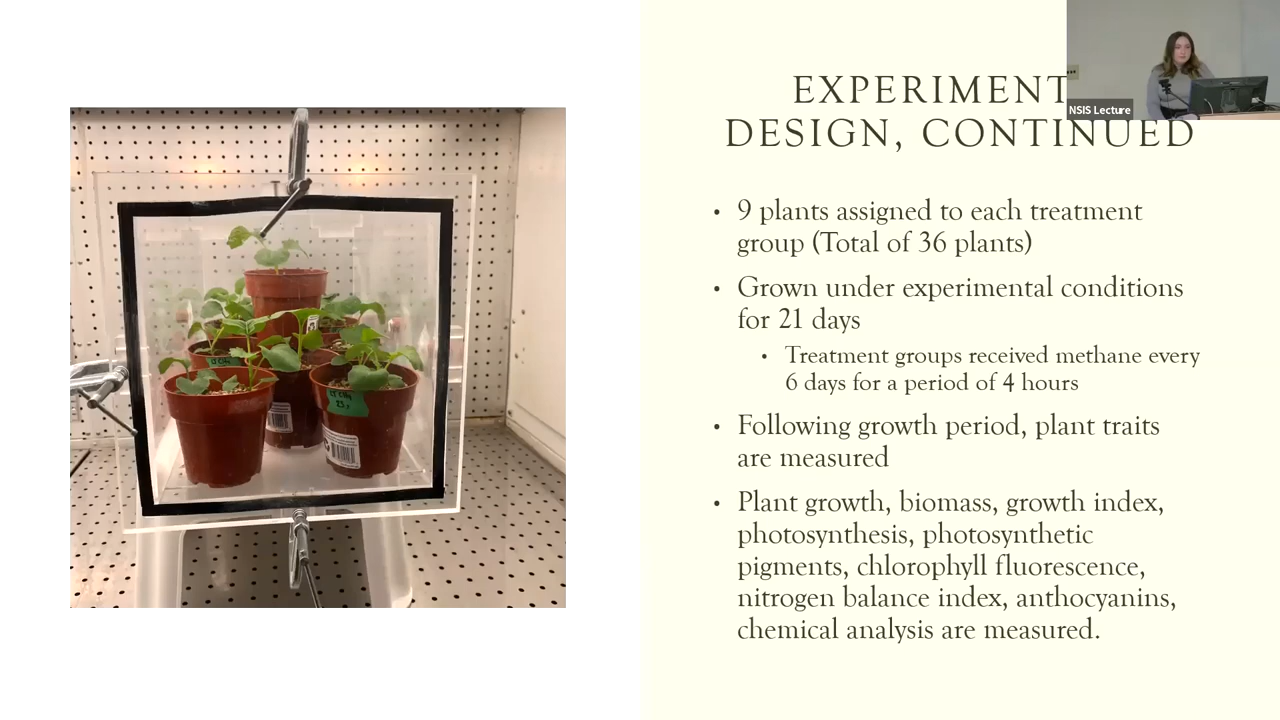 EXPERIMENT
DESIGN, CONTINUED
NSIS Lecture
• 9 plants assigned to each treatment
group (Total of 36 plants)
• Grown under experimental conditions
for 21 days
• Treatment groups received methane every
6 days for a period of 4 hours
• Following growth period, plant traits
are measured
• Plant growth, biomass, growth index,
photosynthesis, photosynthetic
pigments, chlorophyll fluorescence,
nitrogen balance index, anthocyanins,
chemical analysis are measured.